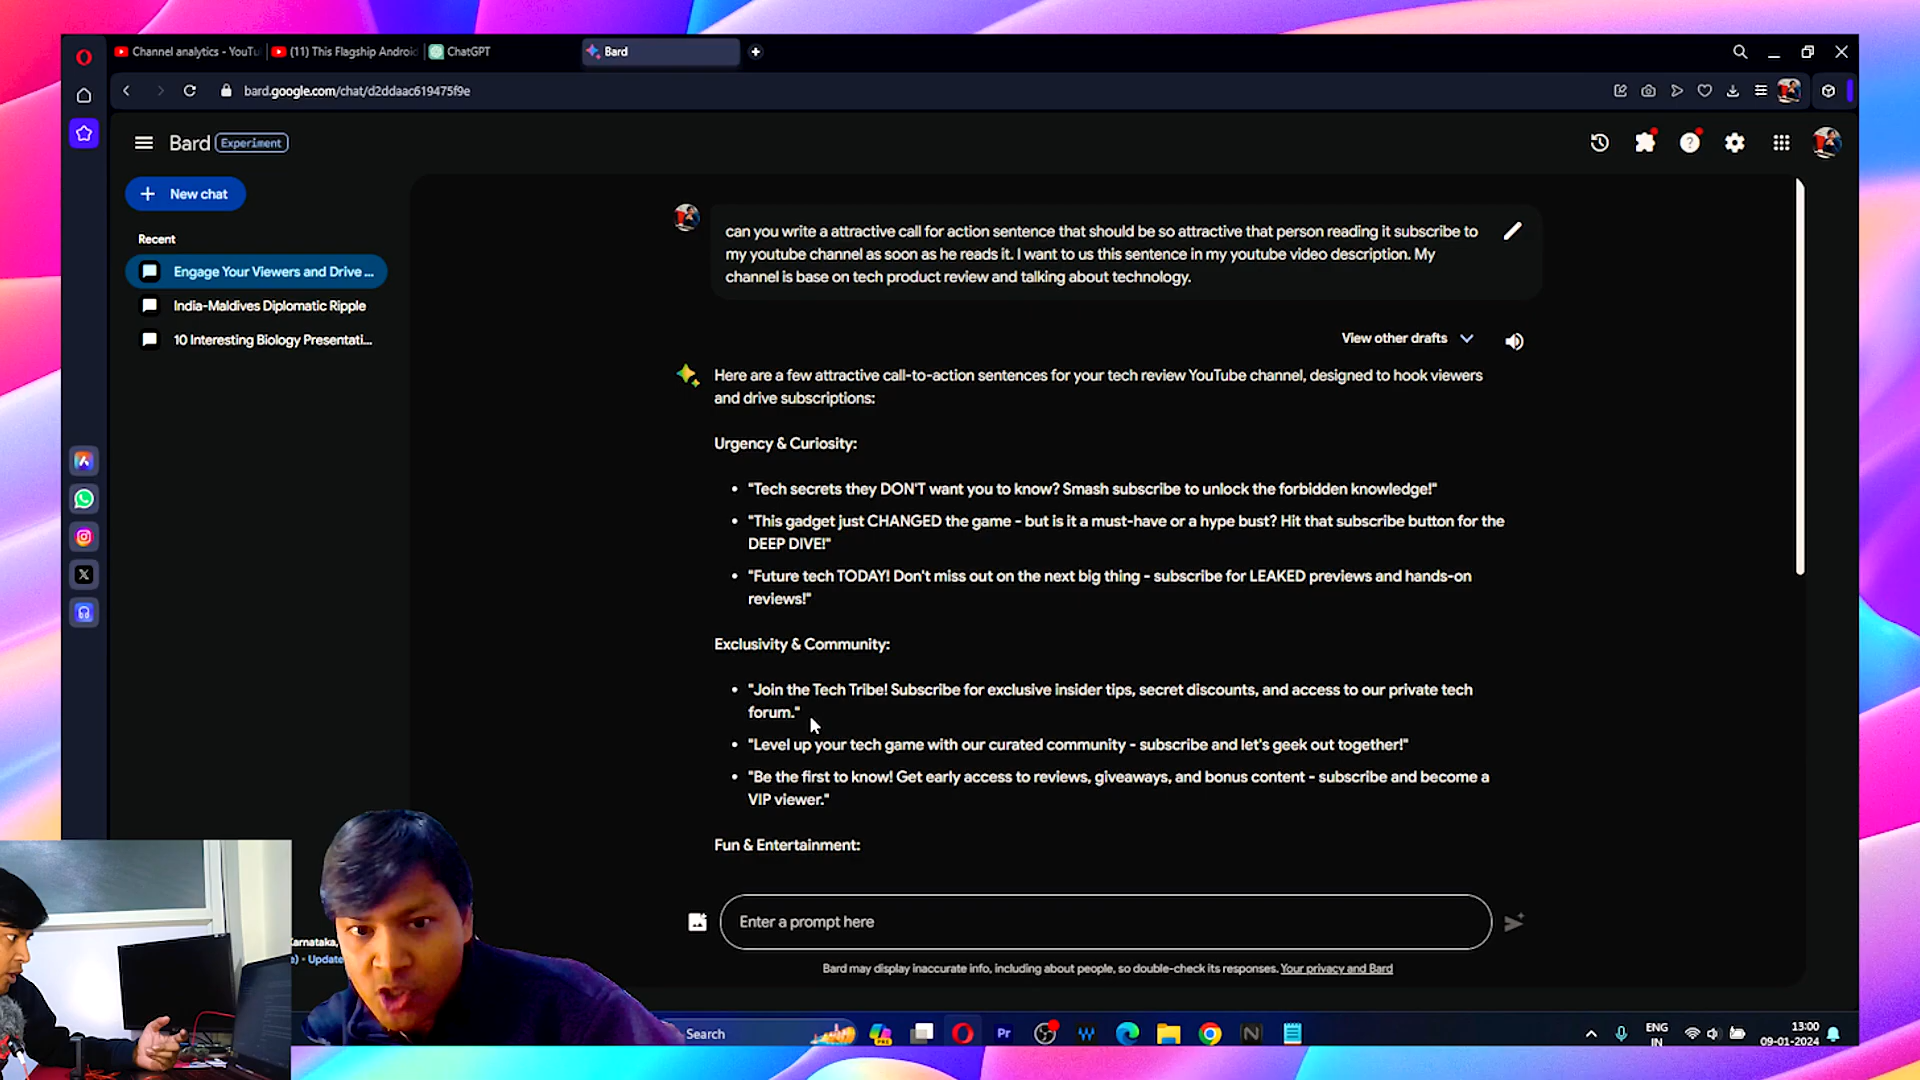 Channel analytics - YouTu
(11) This Flagship Android
ChatGPT
Bard
bard.google.com/chat/d2ddaac619475f9e
Bard Experiment
New chat
Recent
Engage Your Viewers and Drive ...
India-Maldives Diplomatic Ripple
10 Interesting Biology Presentati...
can you write a attractive call for action sentence that should be so attractive that person reading it subscribe to
my youtube channel as soon as he reads it. I want to us this sentence in my youtube video description. My
channel is base on tech product review and talking about technology.
View other drafts
Here are a few attractive call-to-action sentences for your tech review YouTube channel, designed to hook viewers
and drive subscriptions:
Urgency & Curiosity:
• "Tech secrets they DON'T want you to know? Smash subscribe to unlock the forbidden knowledge!"
• "This gadget just CHANGED the game - but is it a must-have or a hype bust? Hit that subscribe button for the
DEEP DIVE!"
• "Future tech TODAY! Don't miss out on the next big thing - subscribe for LEAKED previews and hands-on
reviews!"
Exclusivity & Community:
• "Join the Tech Tribe! Subscribe for exclusive insider tips, secret discounts, and access to our private tech
forum."
• "Level up your tech game with our curated community - subscribe and let's geek out together!"
• "Be the first to know! Get early access to reviews, giveaways, and bonus content - subscribe and become a
VIP viewer."
Fun & Entertainment:
Enter a prompt here
Bard may display inaccurate info, including about people, so double-check its responses. Your privacy and Bard
Karnataka,
e) - Update
Search
PRE
Pr
N
ENG
IN
13:00
09-01-2024